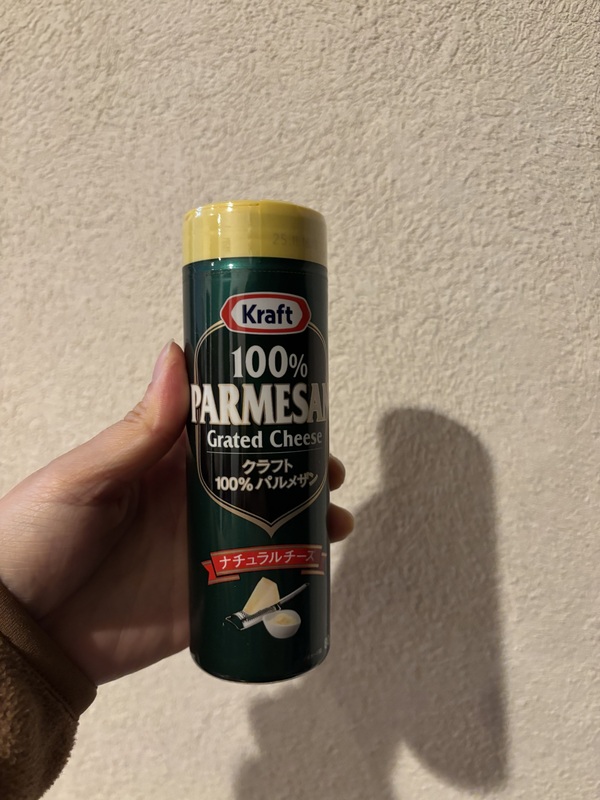 Kraft
100%
PARMESAN
Grated Cheese
クラフト
100% パルメザン
ナチュラルチーズ